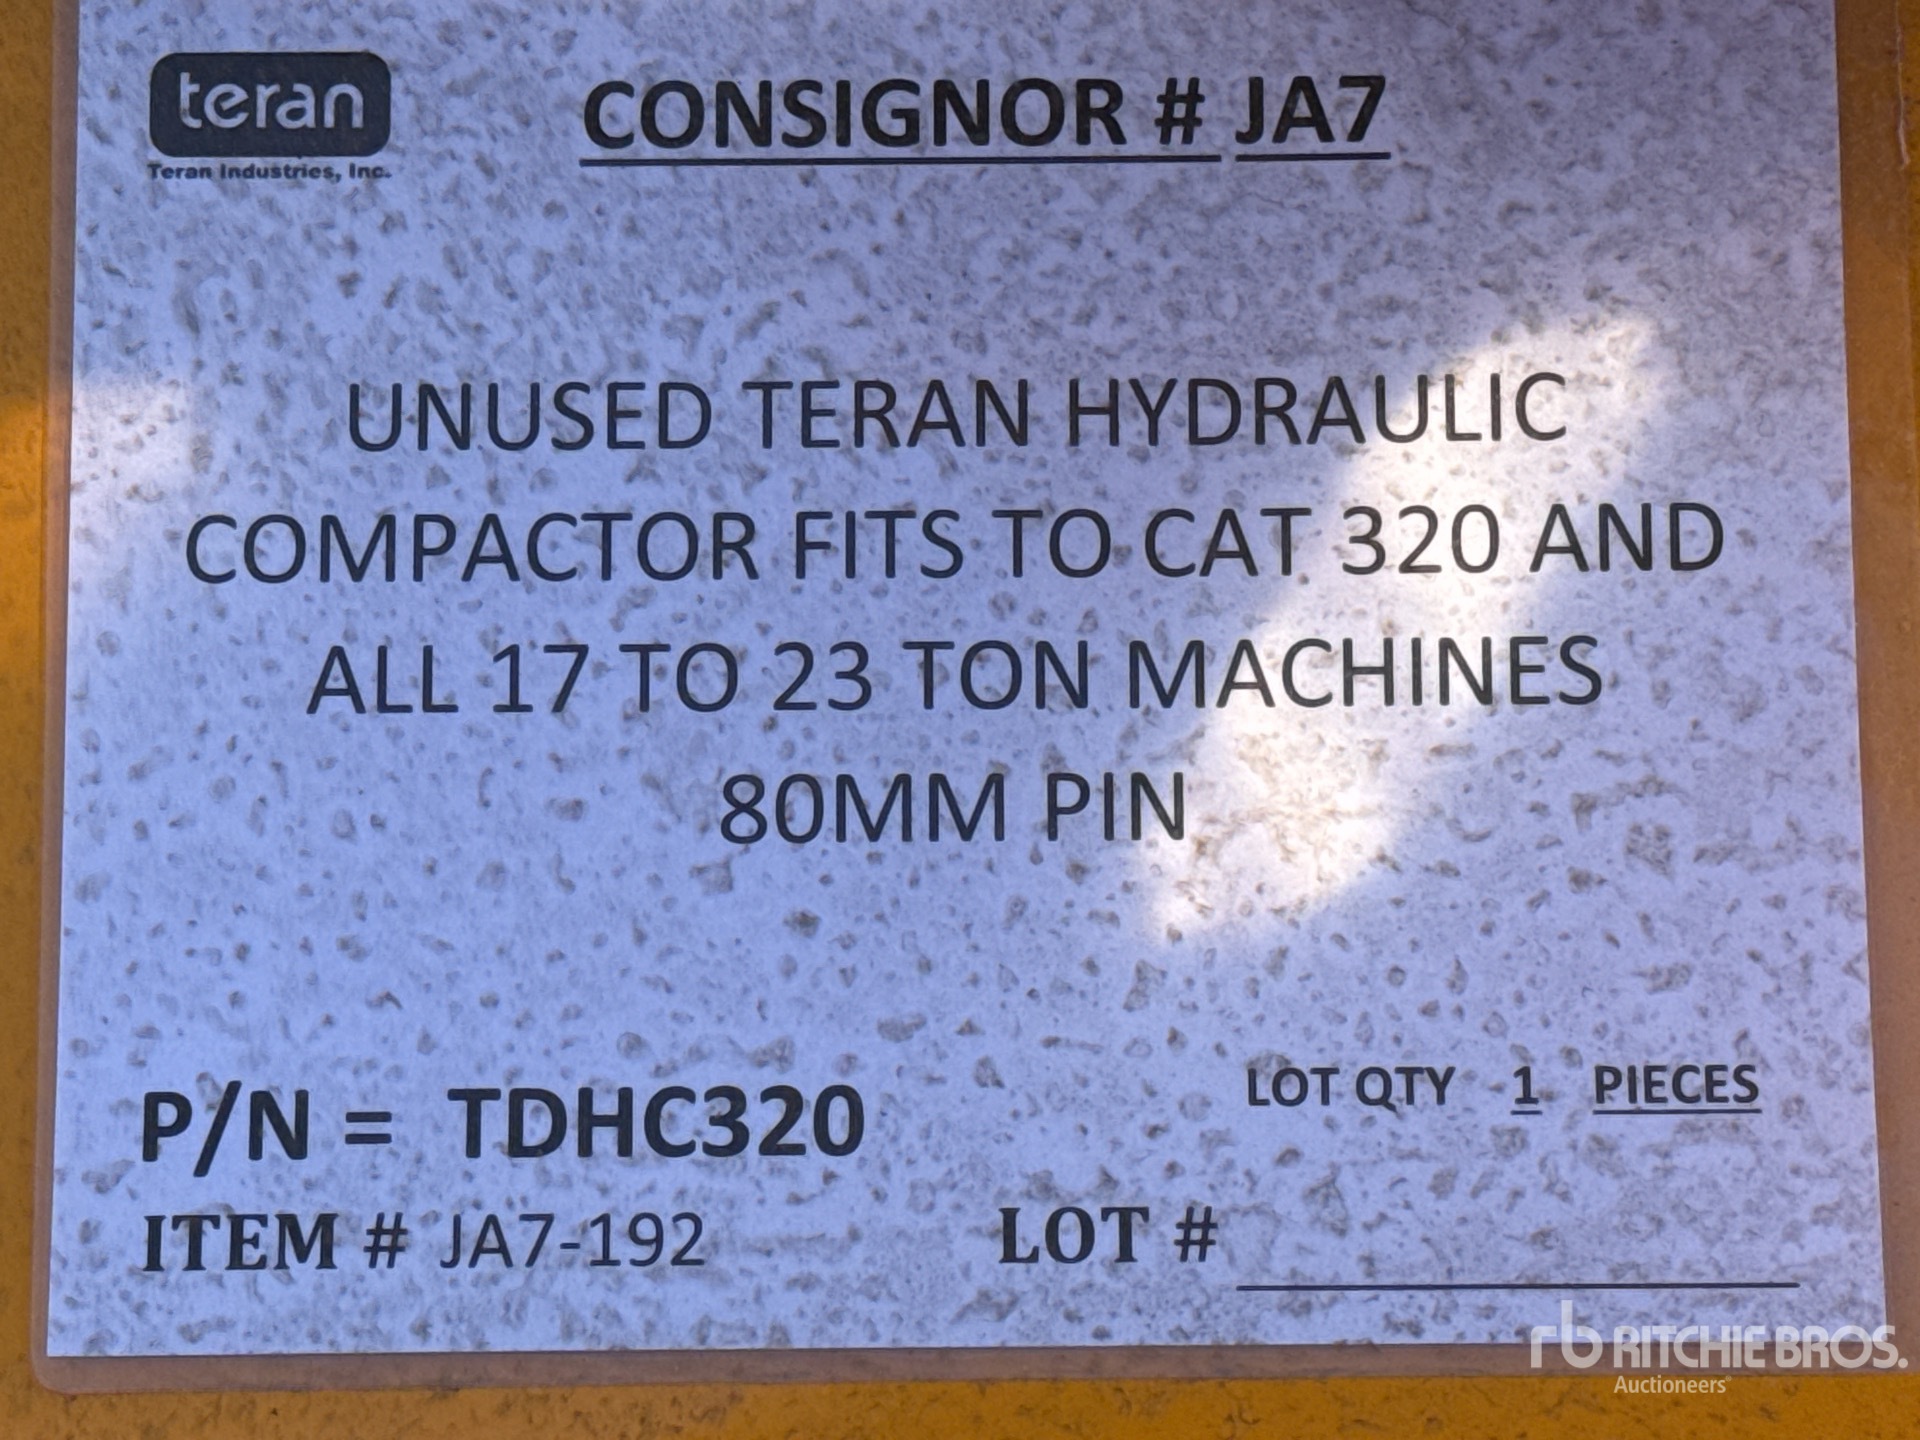 teran
Teran Industries, Inc.
CONSIGNOR # JA7
UNUSED TERAN HYDRAULIC
COMPACTOR FITS TO CAT 320 AND
ALL 17 TO 23 TON MACHINES
80MM PIN
LOT QTY 1 PIECES
P/N = TDHC320
ITEM # JA7-192 LOT #
rb RITCHIE BROS.
Auctioneers